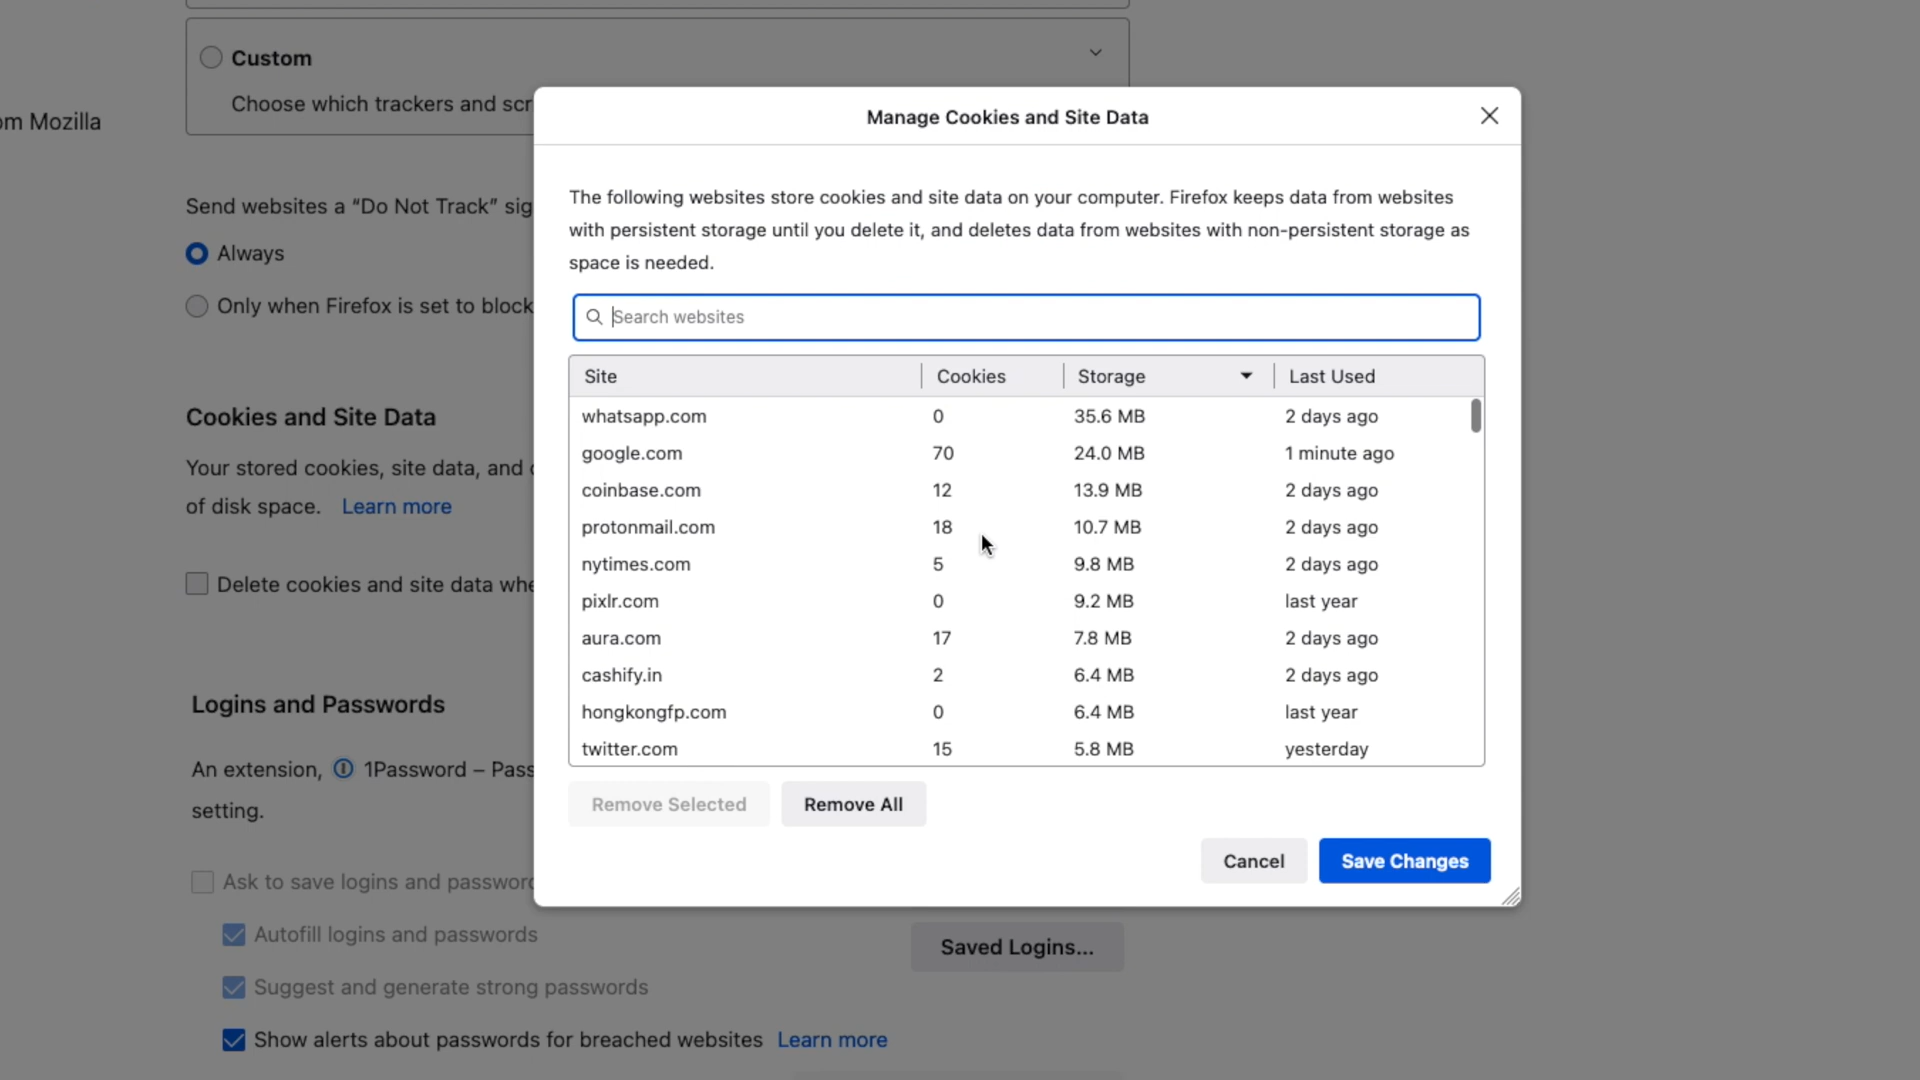 Custom
Choose which trackers and scr
om Mozilla
Send websites a “Do Not Track” sig
Always
Only when Firefox is set to block
Cookies and Site Data
Your stored cookies, site data, and
of disk space. Learn more
Delete cookies and site data whe
Logins and Passwords
An extension, 1Password – Pass
setting.
Ask to save logins and password
Autofill logins and passwords
Suggest and generate strong passwords
Show alerts about passwords for breached websites Learn more
Saved Logins...
Manage Cookies and Site Data
The following websites store cookies and site data on your computer. Firefox keeps data from websites
with persistent storage until you delete it, and deletes data from websites with non-persistent storage as
space is needed.
Search websites
Site Cookies Storage Last Used
whatsapp.com 0 35.6 MB 2 days ago
google.com 70 24.0 MB 1 minute ago
coinbase.com 12 13.9 MB 2 days ago
protonmail.com 18 10.7 MB 2 days ago
nytimes.com 5 9.8 MB 2 days ago
pixlr.com 0 9.2 MB last year
aura.com 17 7.8 MB 2 days ago
cashify.in 2 6.4 MB 2 days ago
hongkongfp.com 0 6.4 MB last year
twitter.com 15 5.8 MB yesterday
Remove Selected Remove All
Cancel Save Changes